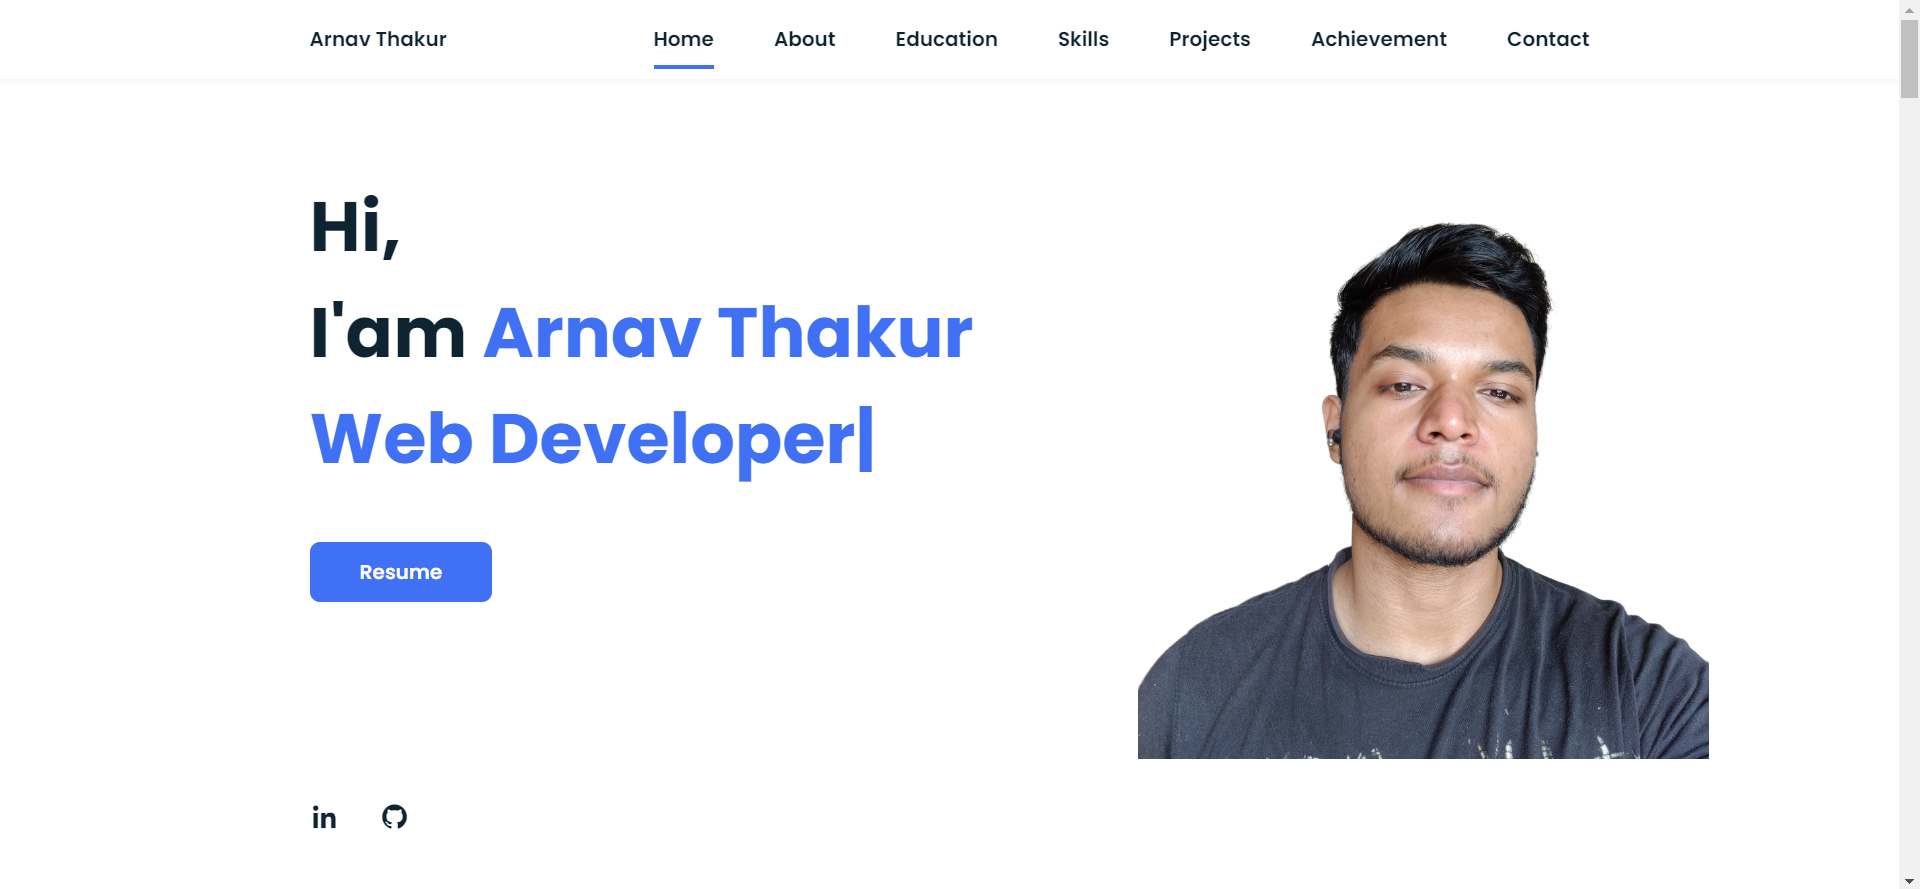 Arnav Thakur Home About Education Skills Projects Achievement Contact
Hi,
I'am Arnav Thakur
Web Developer|
Resume
in